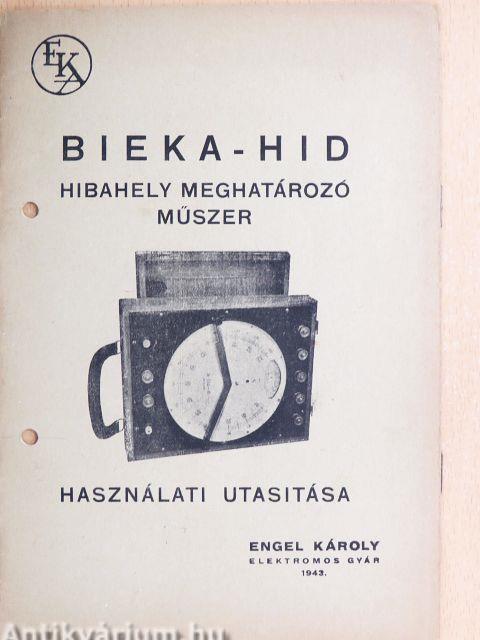 EKA
BIEKA-HID
HIBAHELY MEGHATÁROZÓ
MŰSZER
HASZNÁLATI UTASITÁSA
ENGEL KÁROLY
ELEKTROMOS GYÁR
1943.
Antikvárium.hu